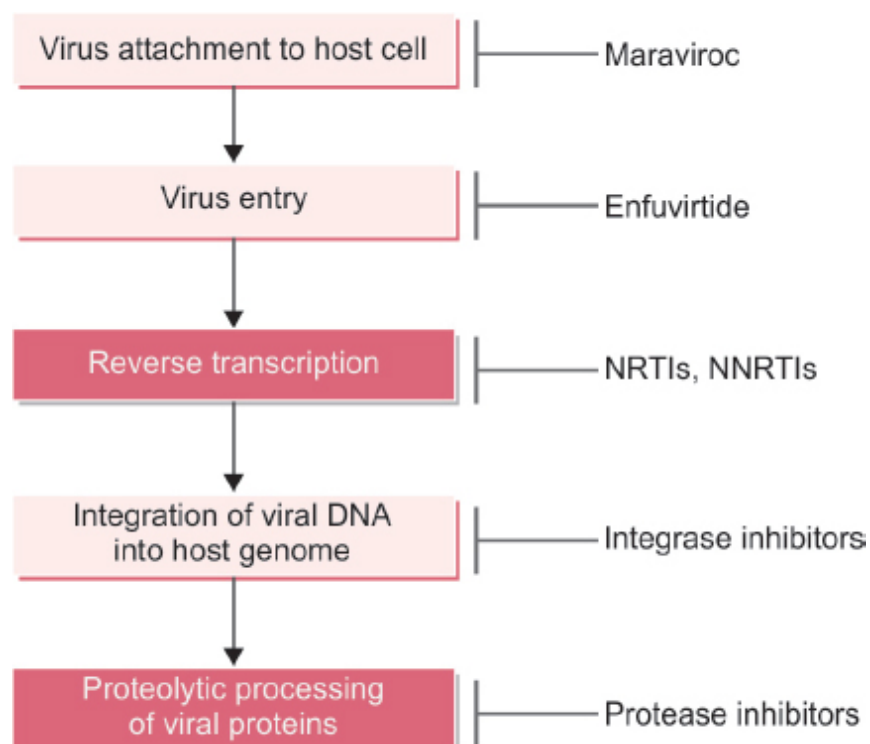 Virus attachment to host cell
Maraviroc
Virus entry
Enfuvirtide
Reverse transcription
NRTIs, NNRTIs
Integration of viral DNA
into host genome
Integrase inhibitors
Proteolytic processing
of viral proteins
Protease inhibitors